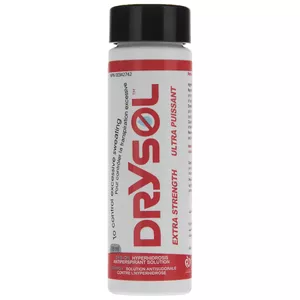 DRYSOL™
EXTRA STRENGTH
ULTRA PUISSANT
To control excessive sweating
Pour contrôler la transpiration excessive
HYPERHIDROSIS
ANTIPERSPIRANT SOLUTION
SOLUTION ANTISUDORALE
CONTRE L'HYPERHIDROSE